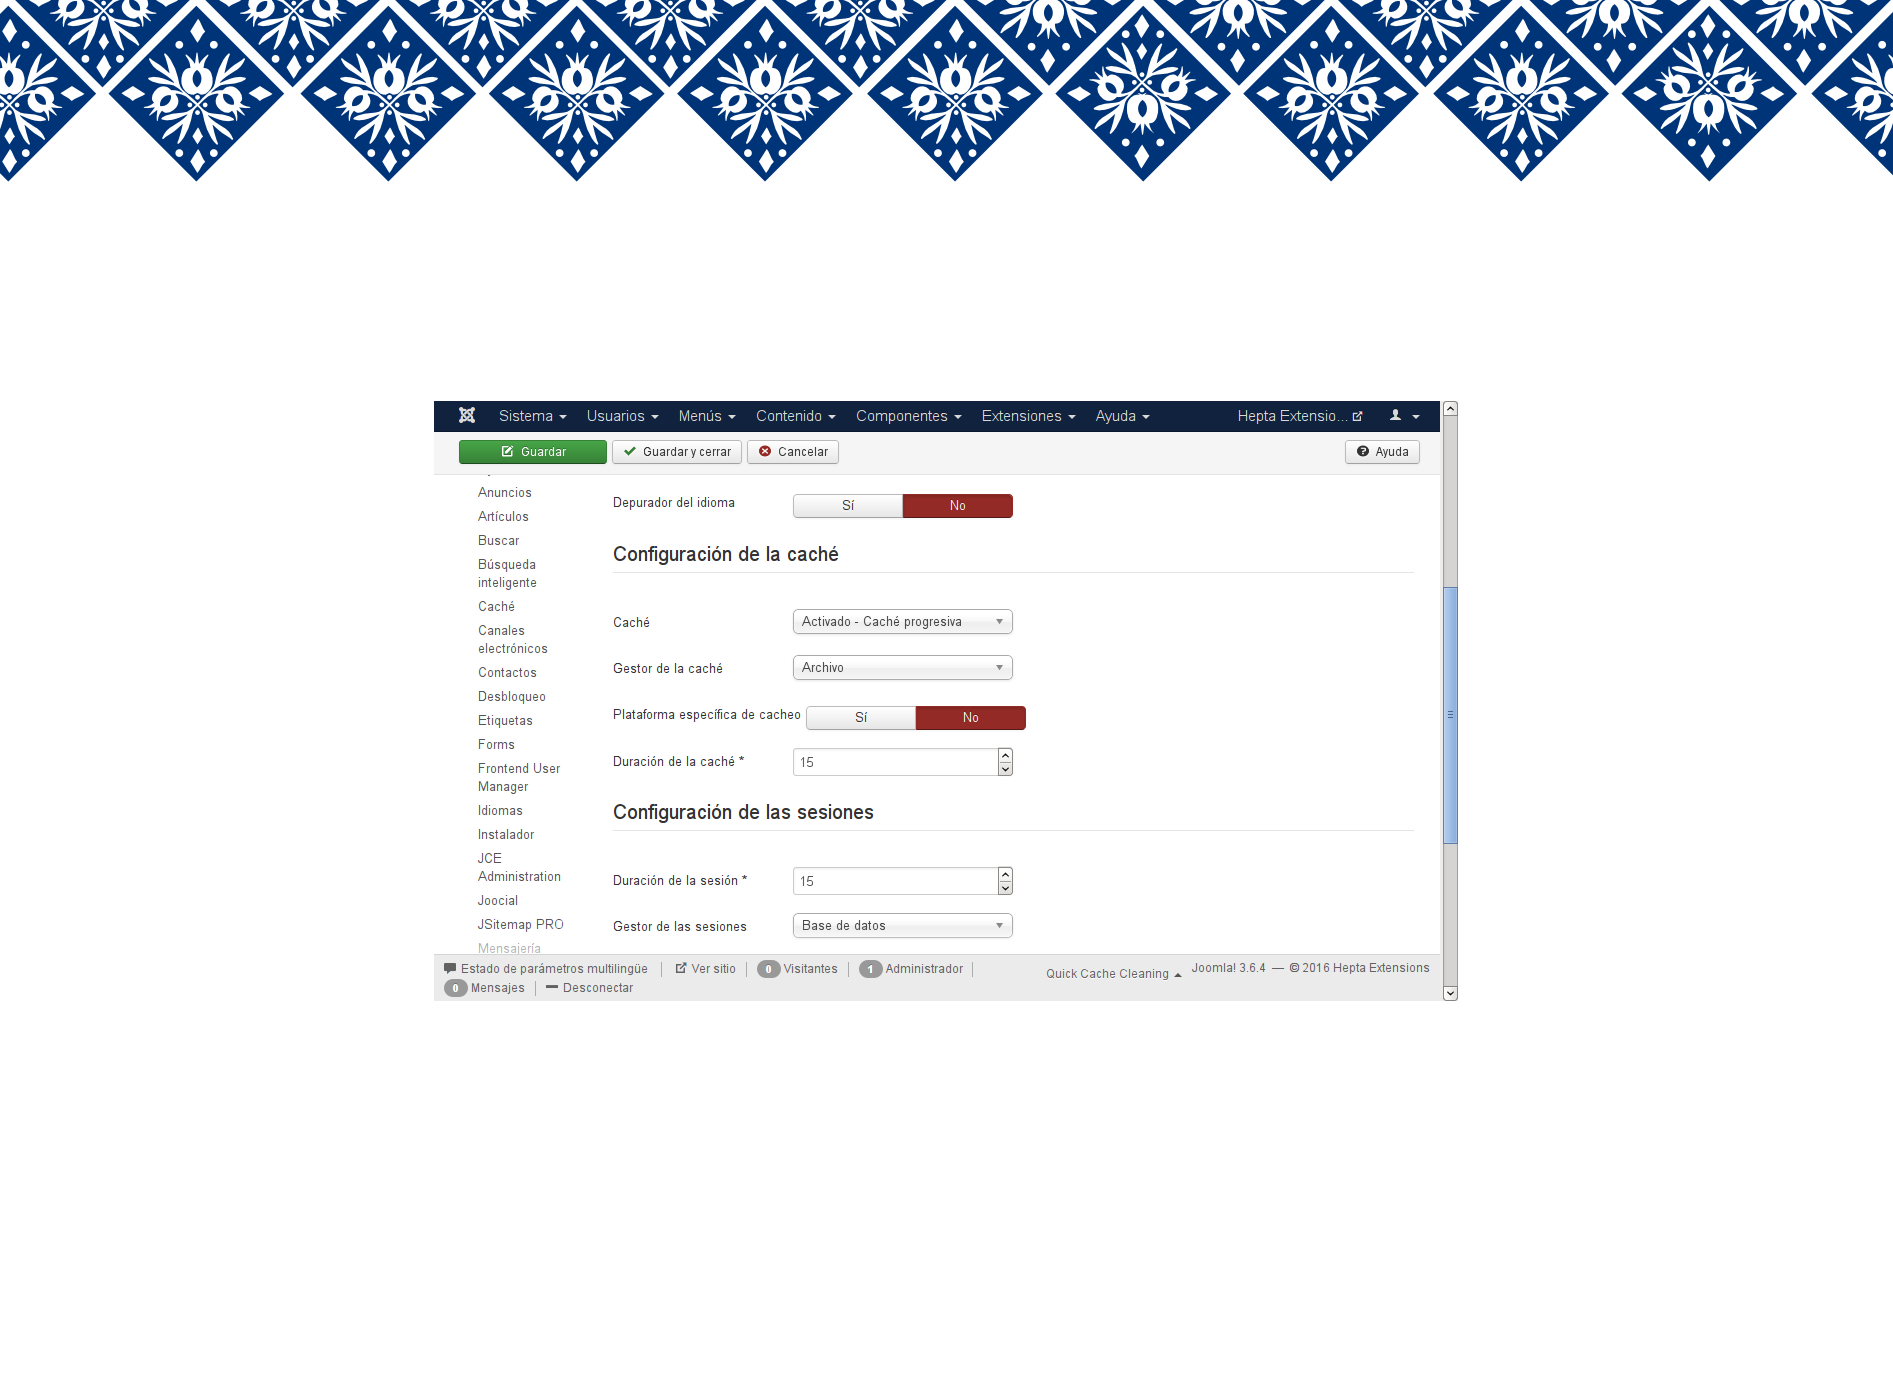 Sistema Usuarios Menús Contenido Componentes Extensiones Ayuda Hepta Extensio...
Guardar Guardar y cerrar Cancelar Ayuda
Anuncios
Artículos
Buscar
Búsqueda
inteligente
Caché
Canales
electrónicos
Contactos
Desbloqueo
Etiquetas
Forms
Frontend User
Manager
Idiomas
Instalador
JCE
Administration
Joocial
JSitemap PRO
Mensajería
Depurador del idioma Sí No
Configuración de la caché
Caché Activado - Caché progresiva
Gestor de la caché Archivo
Plataforma específica de cacheo Sí No
Duración de la caché * 15
Configuración de las sesiones
Duración de la sesión * 15
Gestor de las sesiones Base de datos
Estado de parámetros multilingüe Ver sitio 0 Visitantes 1 Administrador Quick Cache Cleaning Joomla! 3.6.4 — © 2016 Hepta Extensions
0 Mensajes Desconectar